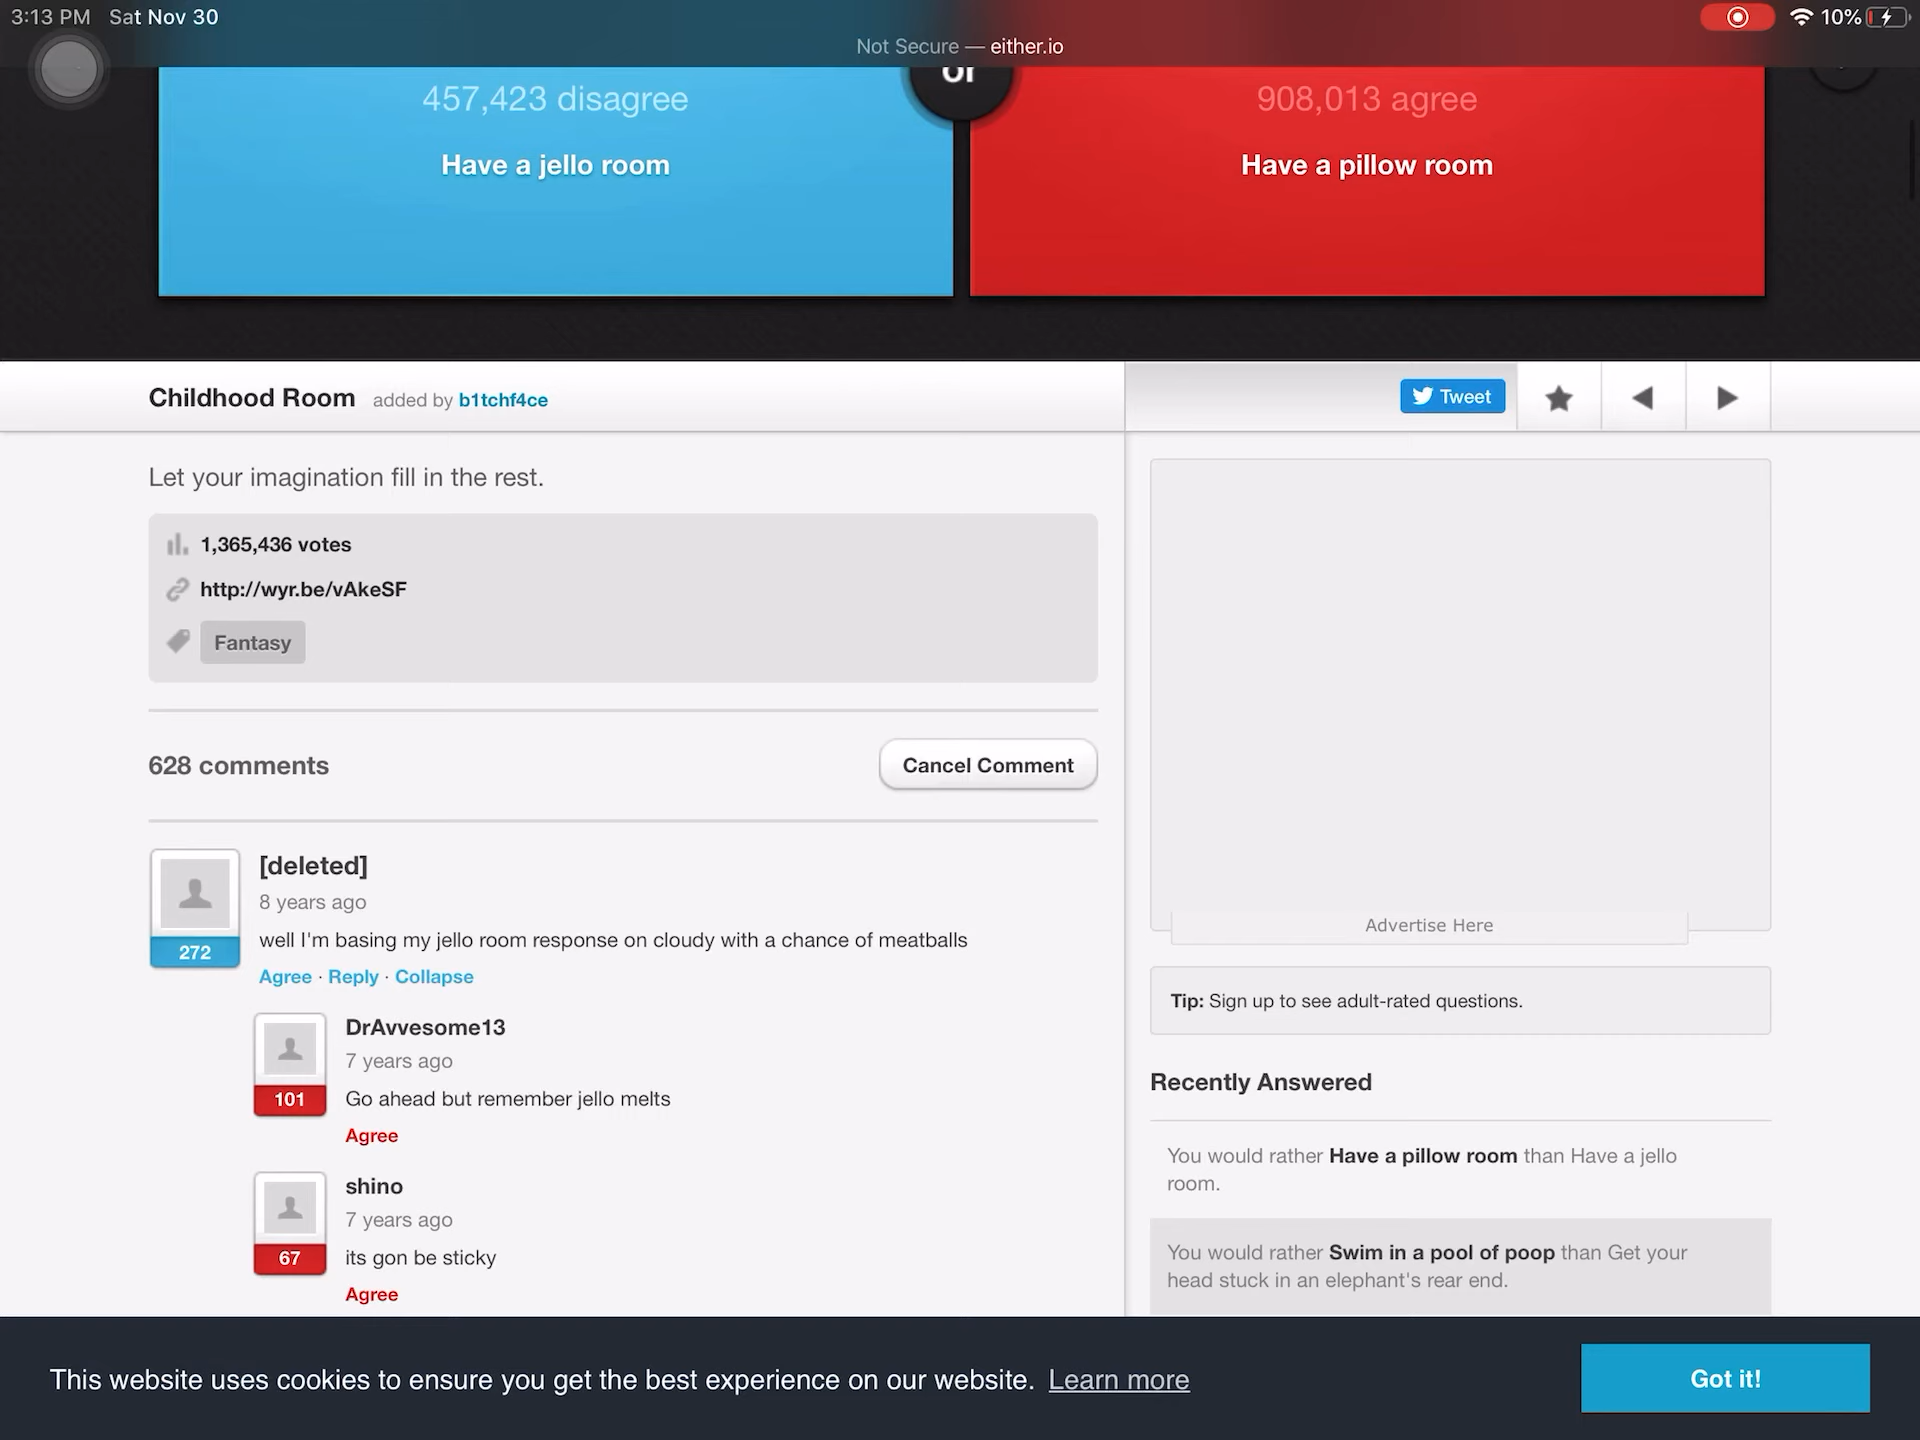 3:13 PM Sat Nov 30
10%
Not Secure — either.io
457,423 disagree
or
908,013 agree
Have a jello room
Have a pillow room
Childhood Room added by b1tchf4ce
Tweet
Let your imagination fill in the rest.
1,365,436 votes
http://wyr.be/vAkeSF
Fantasy
628 comments
Cancel Comment
[deleted]
8 years ago
272
well I'm basing my jello room response on cloudy with a chance of meatballs
Agree · Reply · Collapse
DrAvvesome13
7 years ago
101
Go ahead but remember jello melts
Agree
shino
7 years ago
67
its gon be sticky
Agree
Advertise Here
Tip: Sign up to see adult-rated questions.
Recently Answered
You would rather Have a pillow room than Have a jello
room.
You would rather Swim in a pool of poop than Get your
head stuck in an elephant's rear end.
This website uses cookies to ensure you get the best experience on our website. Learn more
Got it!